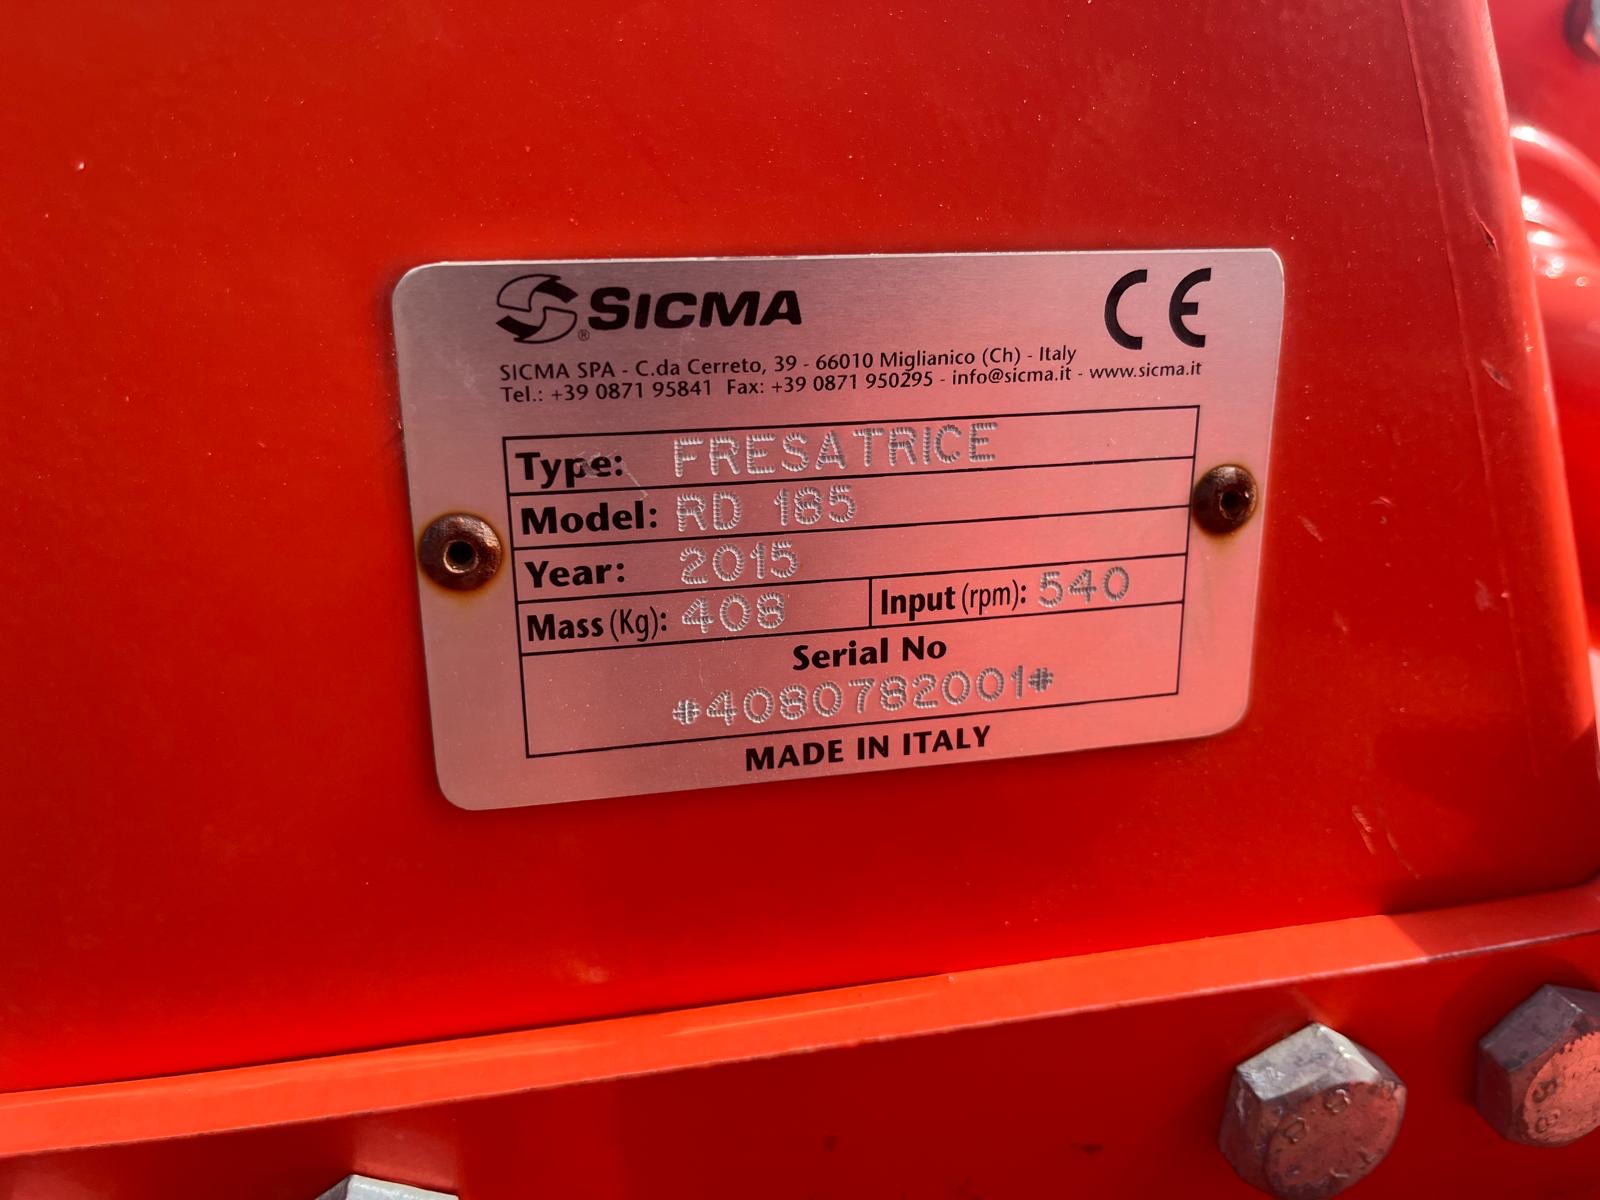 SICMA
®
CE
SICMA SPA - C.da Cerreto, 39 - 66010 Miglianico (Ch) - Italy
Tel.: +39 0871 95841 Fax: +39 0871 950295 - info@sicma.it - www.sicma.it
Type: FRESATRICE
Model: RD 185
Year: 2015
Mass (Kg): 408 Input (rpm): 540
Serial No
*4080782001*
MADE IN ITALY